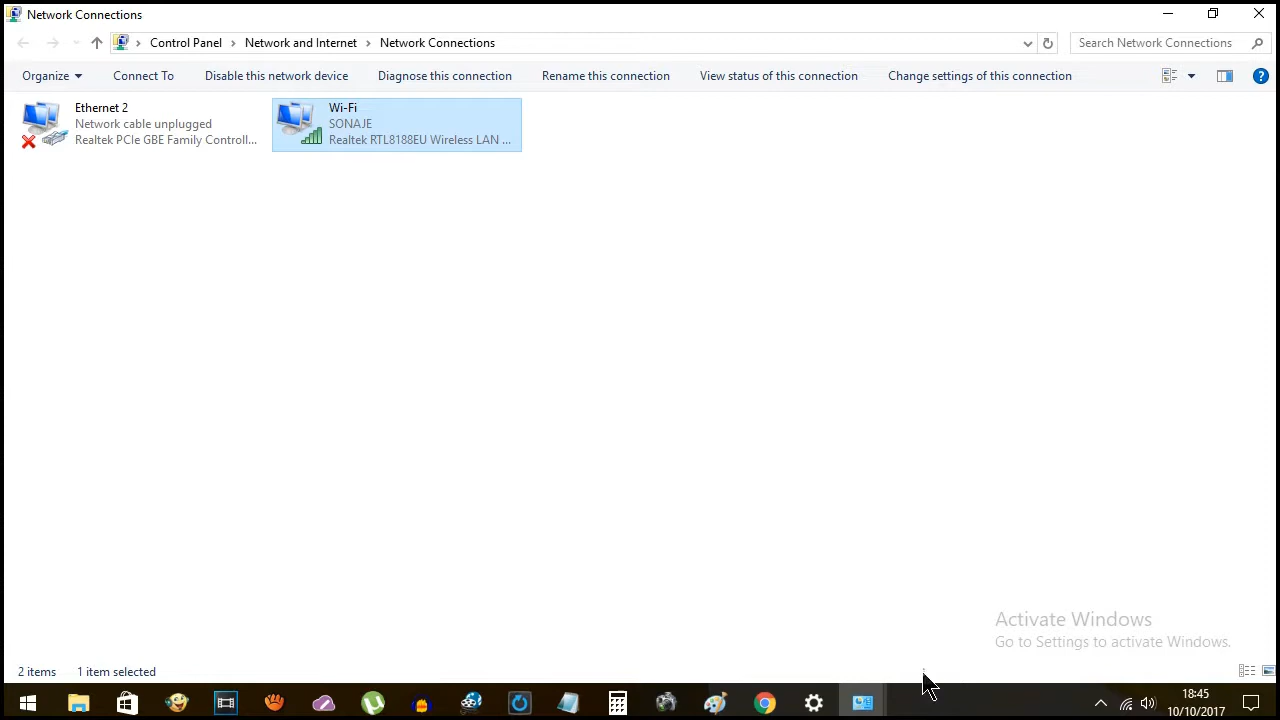 Network Connections
Control Panel > Network and Internet > Network Connections
Search Network Connections
Organize Connect To Disable this network device Diagnose this connection Rename this connection View status of this connection Change settings of this connection
Ethernet 2
Network cable unplugged
Realtek PCIe GBE Family Controll...
Wi-Fi
SONAJE
Realtek RTL8188EU Wireless LAN ...
Activate Windows
Go to Settings to activate Windows.
2 items 1 item selected
18:45
10/10/2017